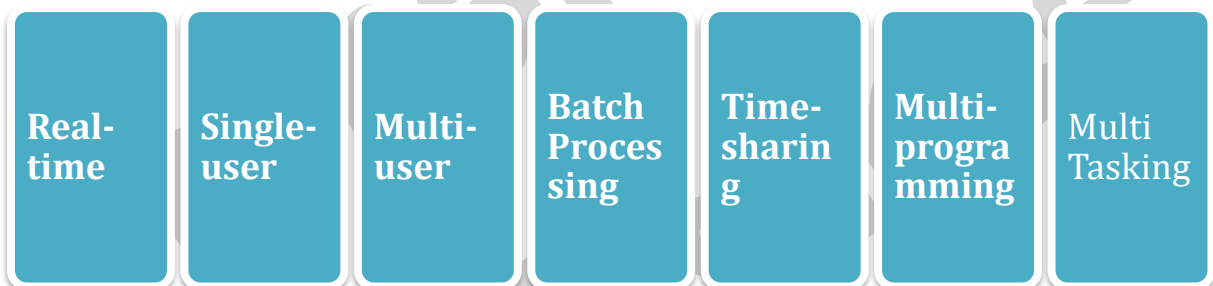 Real-
time
Single-
user
Multi-
user
Batch
Proces
sing
Time-
sharin
g
Multi-
progra
mming
Multi
Tasking